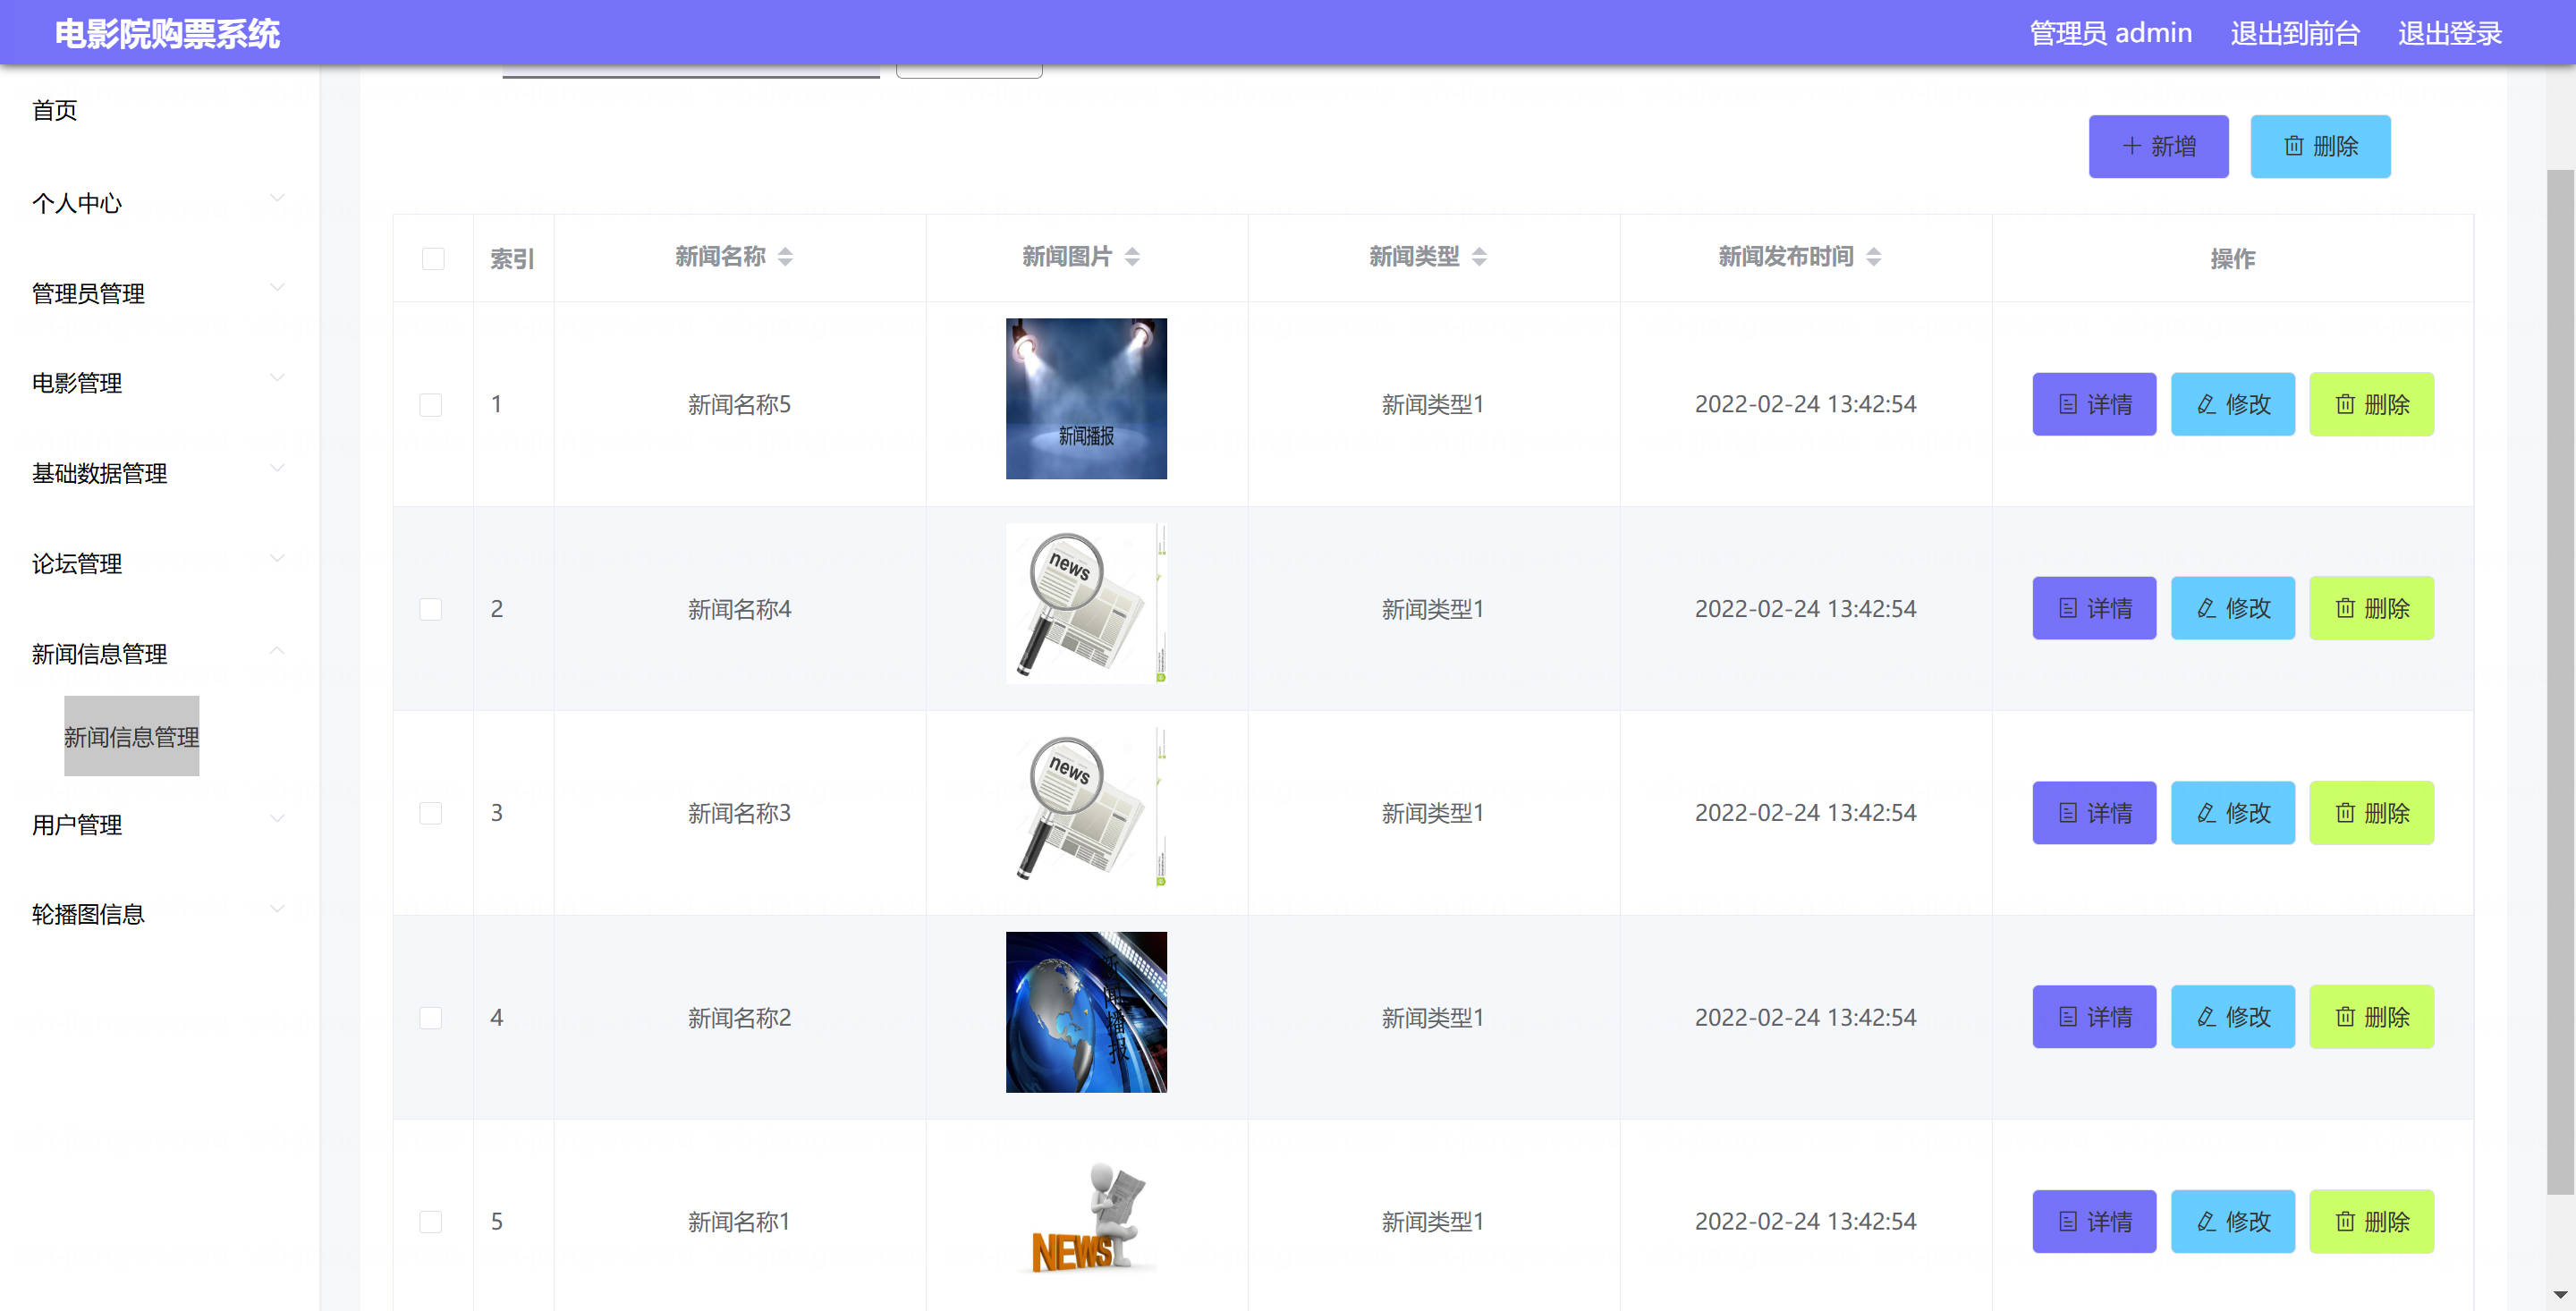 电影院购票系统
管理员 admin 退出到前台 退出登录
首页
个人中心
管理员管理
电影管理
基础数据管理
论坛管理
新闻信息管理
新闻信息管理
用户管理
轮播图信息
新增 删除
索引 新闻名称 新闻图片 新闻类型 新闻发布时间 操作
1 新闻名称5 新闻播报 新闻类型1 2022-02-24 13:42:54 详情 修改 删除
2 新闻名称4 news 新闻类型1 2022-02-24 13:42:54 详情 修改 删除
3 新闻名称3 news 新闻类型1 2022-02-24 13:42:54 详情 修改 删除
4 新闻名称2 新闻播报 新闻类型1 2022-02-24 13:42:54 详情 修改 删除
5 新闻名称1 NEWS 新闻类型1 2022-02-24 13:42:54 详情 修改 删除